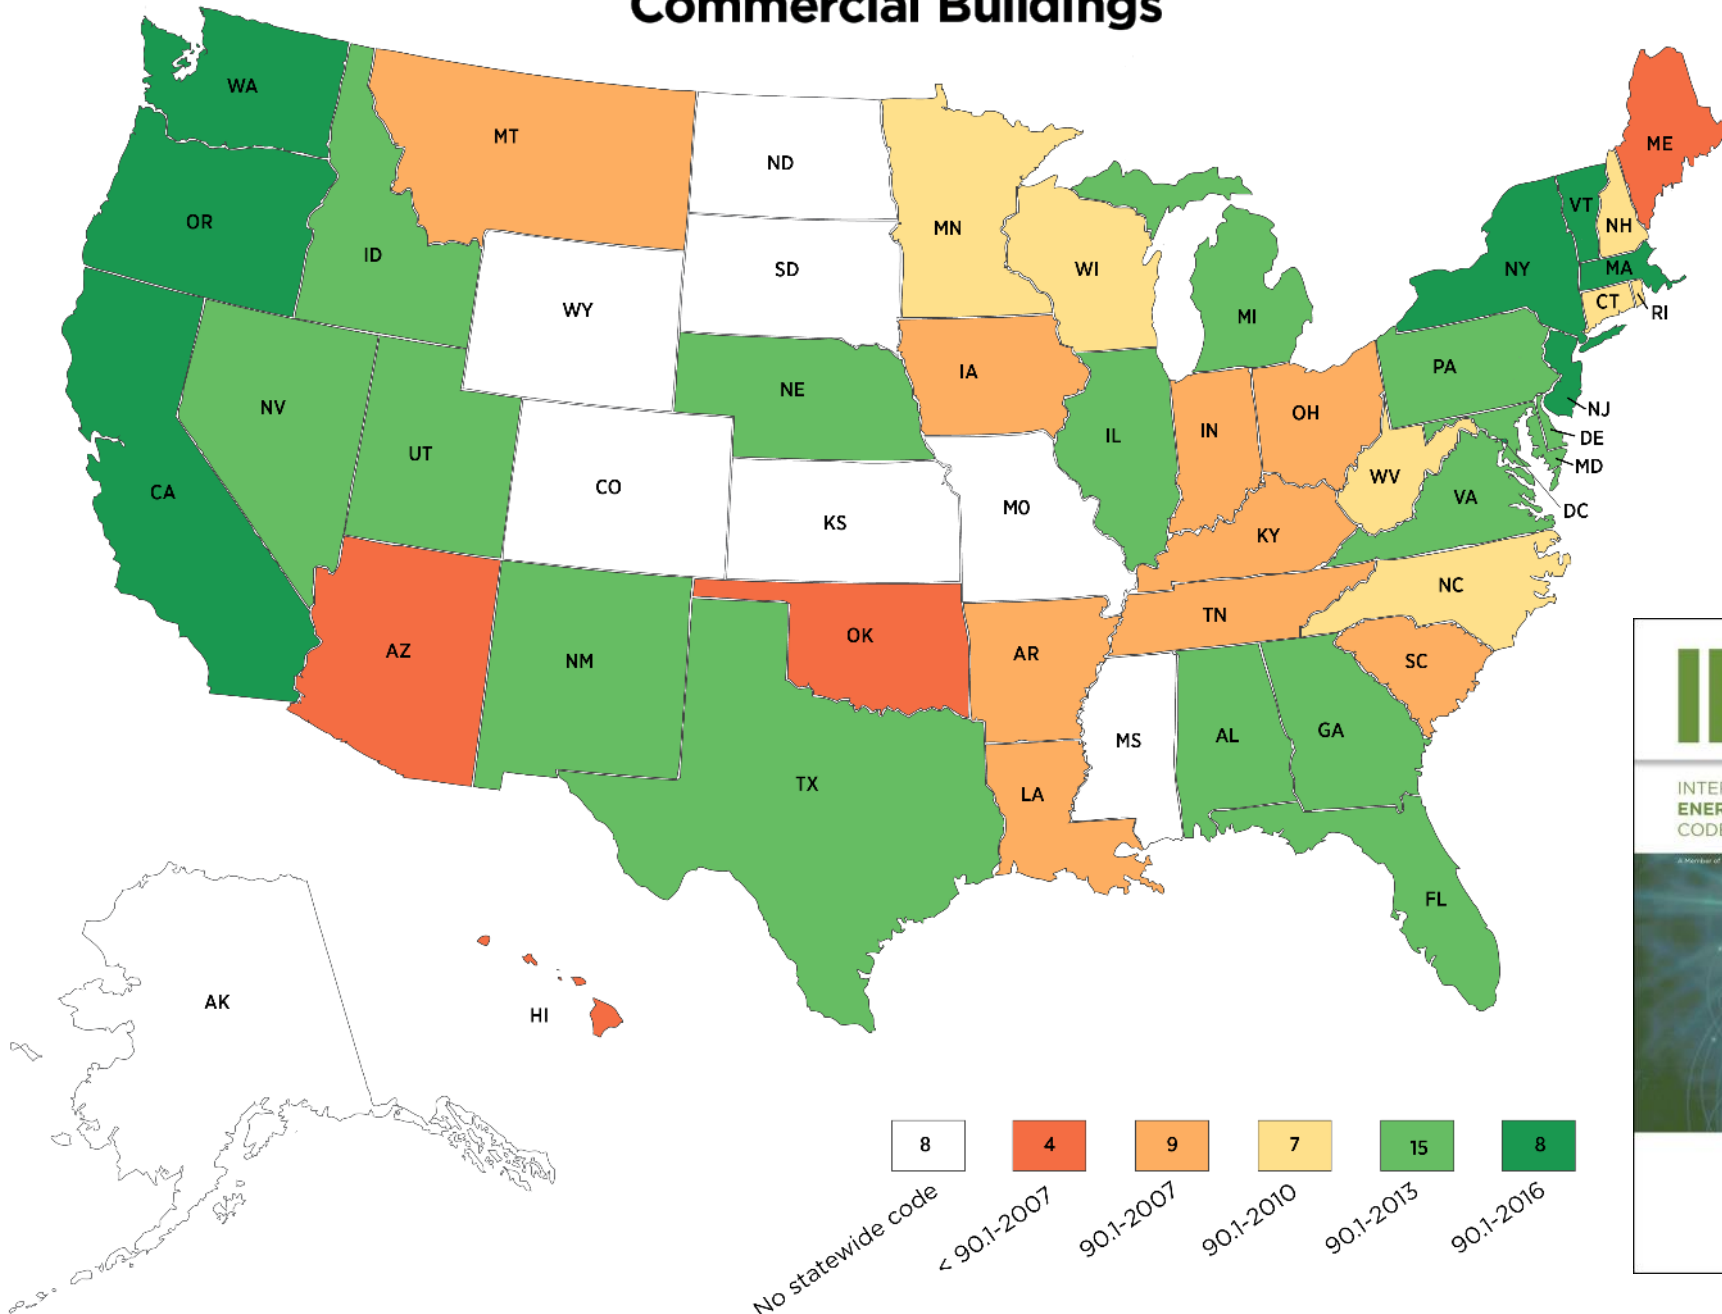 Commercial Buildings
WA
MT
ND
MN
ME
OR
ID
SD
WI
VT
NH
NY
MA
WY
MI
CT
RI
IA
NE
PA
NV
UT
IL
IN
OH
NJ
DE
MD
CA
CO
KS
MO
WV
VA
DC
KY
NC
AZ
NM
OK
AR
TN
SC
TX
LA
MS
AL
GA
FL
AK
HI
INTE
ENER
CODE
A Member of
8
4
9
7
15
8
No statewide code
< 90.1-2007
90.1-2007
90.1-2010
90.1-2013
90.1-2016